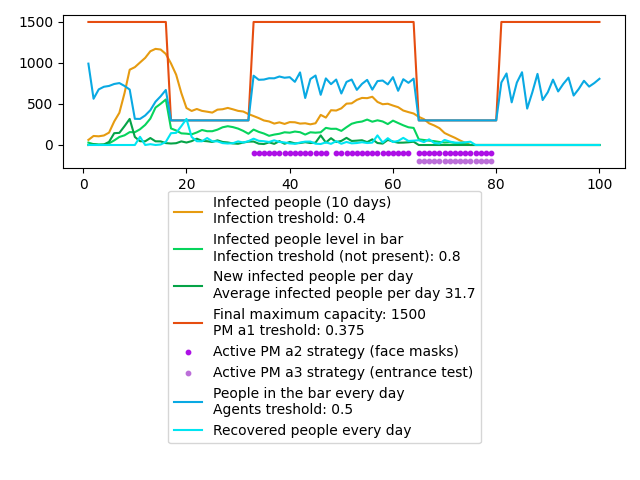 1500
1000
500
0
0
20
40
60
80
100
Infected people (10 days)
Infection treshold: 0.4
Infected people level in bar
Infection treshold (not present): 0.8
New infected people per day
Average infected people per day 31.7
Final maximum capacity: 1500
PM a1 treshold: 0.375
Active PM a2 strategy (face masks)
Active PM a3 strategy (entrance test)
People in the bar every day
Agents treshold: 0.5
Recovered people every day